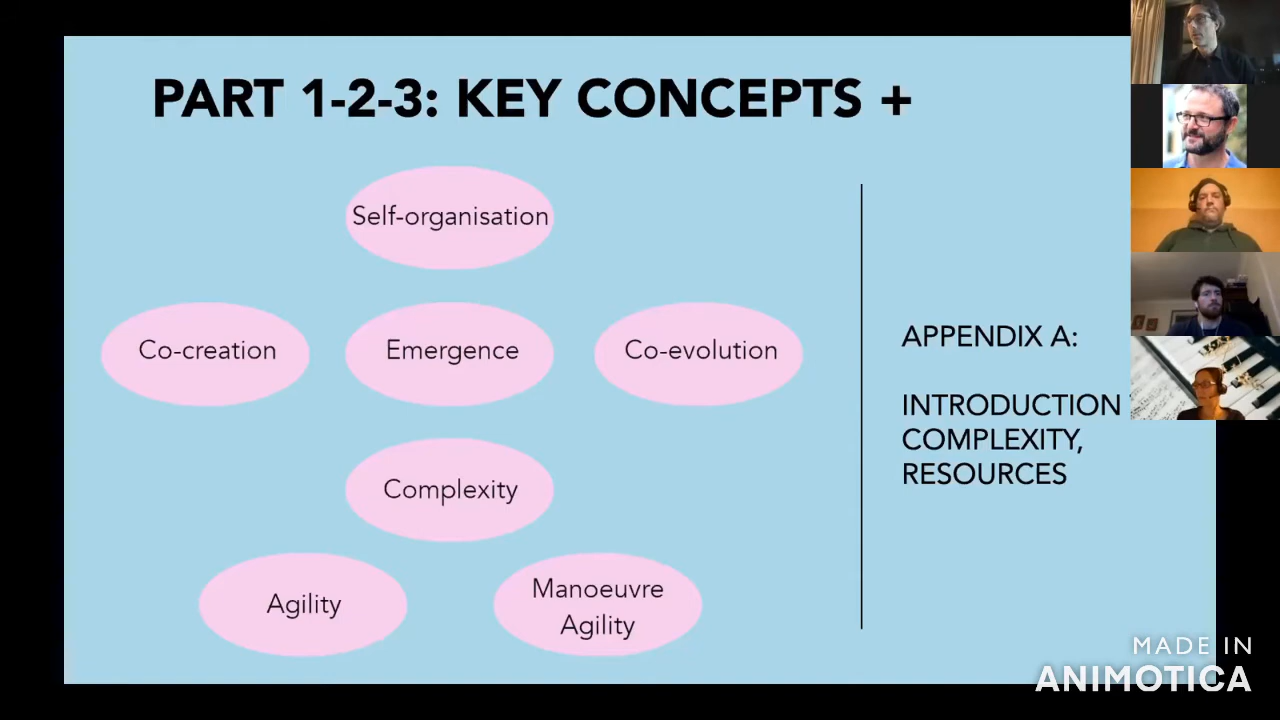 PART 1-2-3: KEY CONCEPTS +
Self-organisation
Co-creation
Emergence
Co-evolution
Complexity
Agility
Manoeuvre
Agility
APPENDIX A:
INTRODUCTION
COMPLEXITY,
RESOURCES
MADE IN
ANIMOTICA